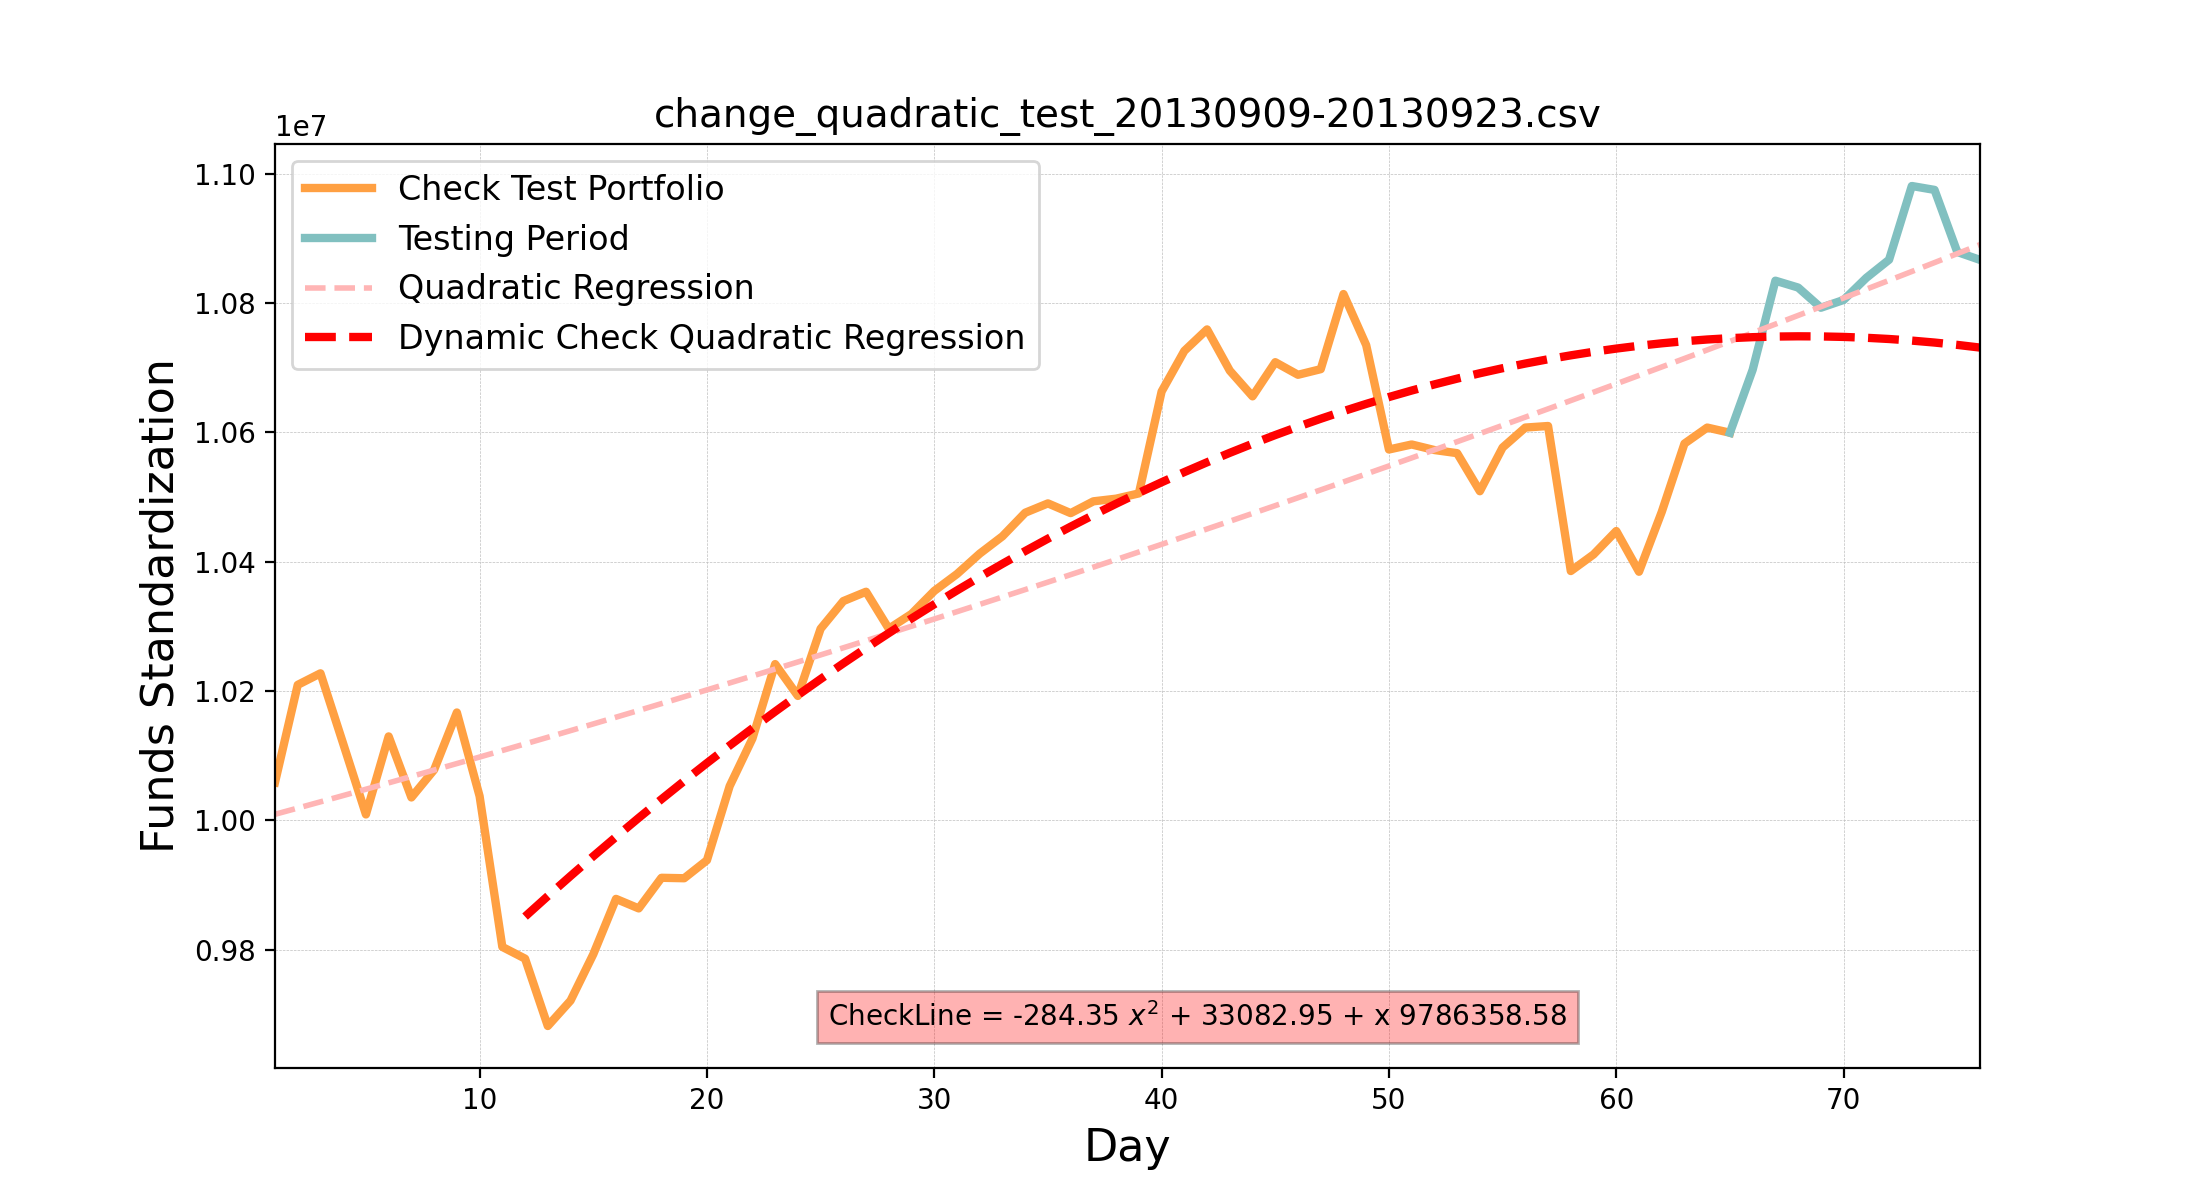 change_quadratic_test_20130909-20130923.csv
1e7
Check Test Portfolio
Testing Period
Quadratic Regression
Dynamic Check Quadratic Regression
1.10
1.08
1.06
1.04
1.02
1.00
0.98
Funds Standardization
CheckLine = -284.35 x² + 33082.95 + x 9786358.58
10 20 30 40 50 60 70
Day